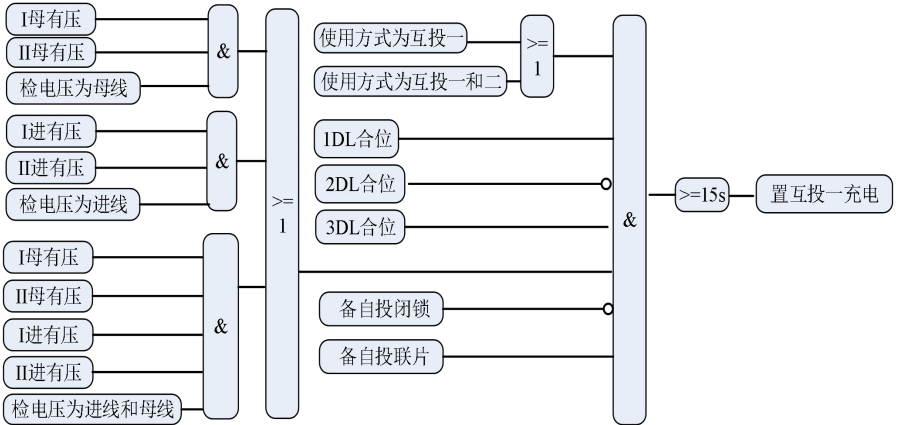 I母有压
II母有压
检电压为母线
&
I进有压
II进有压
检电压为进线
&
I母有压
II母有压
I进有压
II进有压
检电压为进线和母线
&
>=
1
使用方式为互投一
使用方式为互投一和二
>=
1
1DL合位
2DL合位
3DL合位
备自投闭锁
备自投联片
&
>=15s
置互投一充电